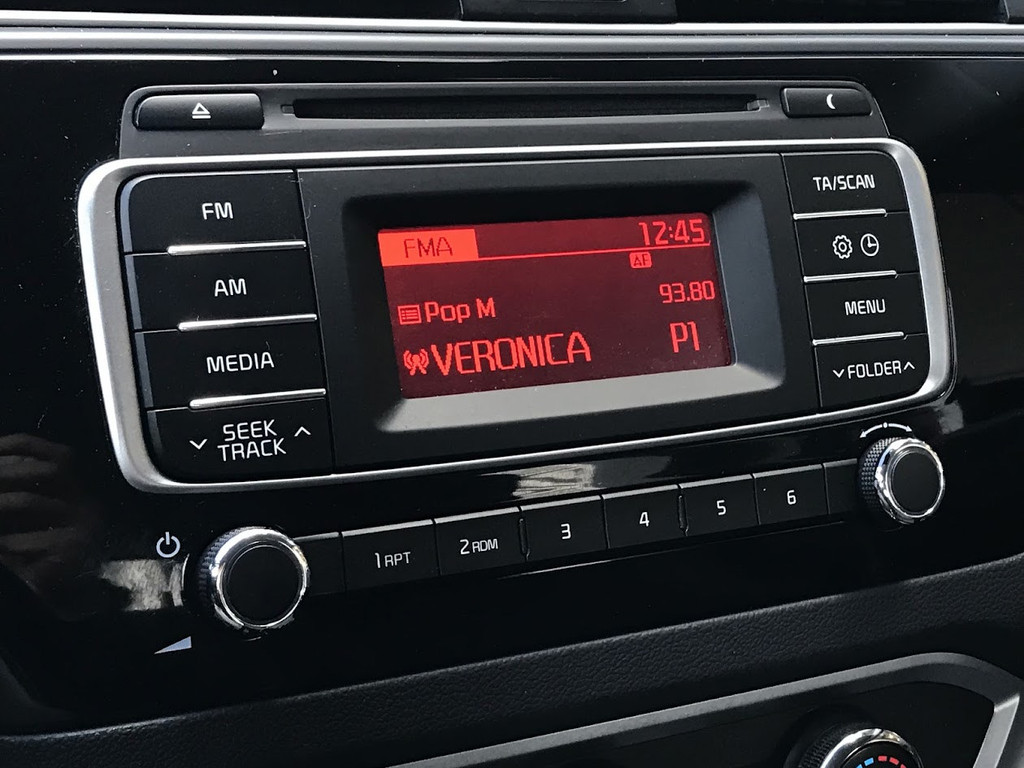 FM
AM
MEDIA
SEEK
TRACK
FMA 12:45
AF
Pop M 93.80
VERONICA P1
TA/SCAN
MENU
FOLDER
1 RPT 2 RDM 3 4 5 6